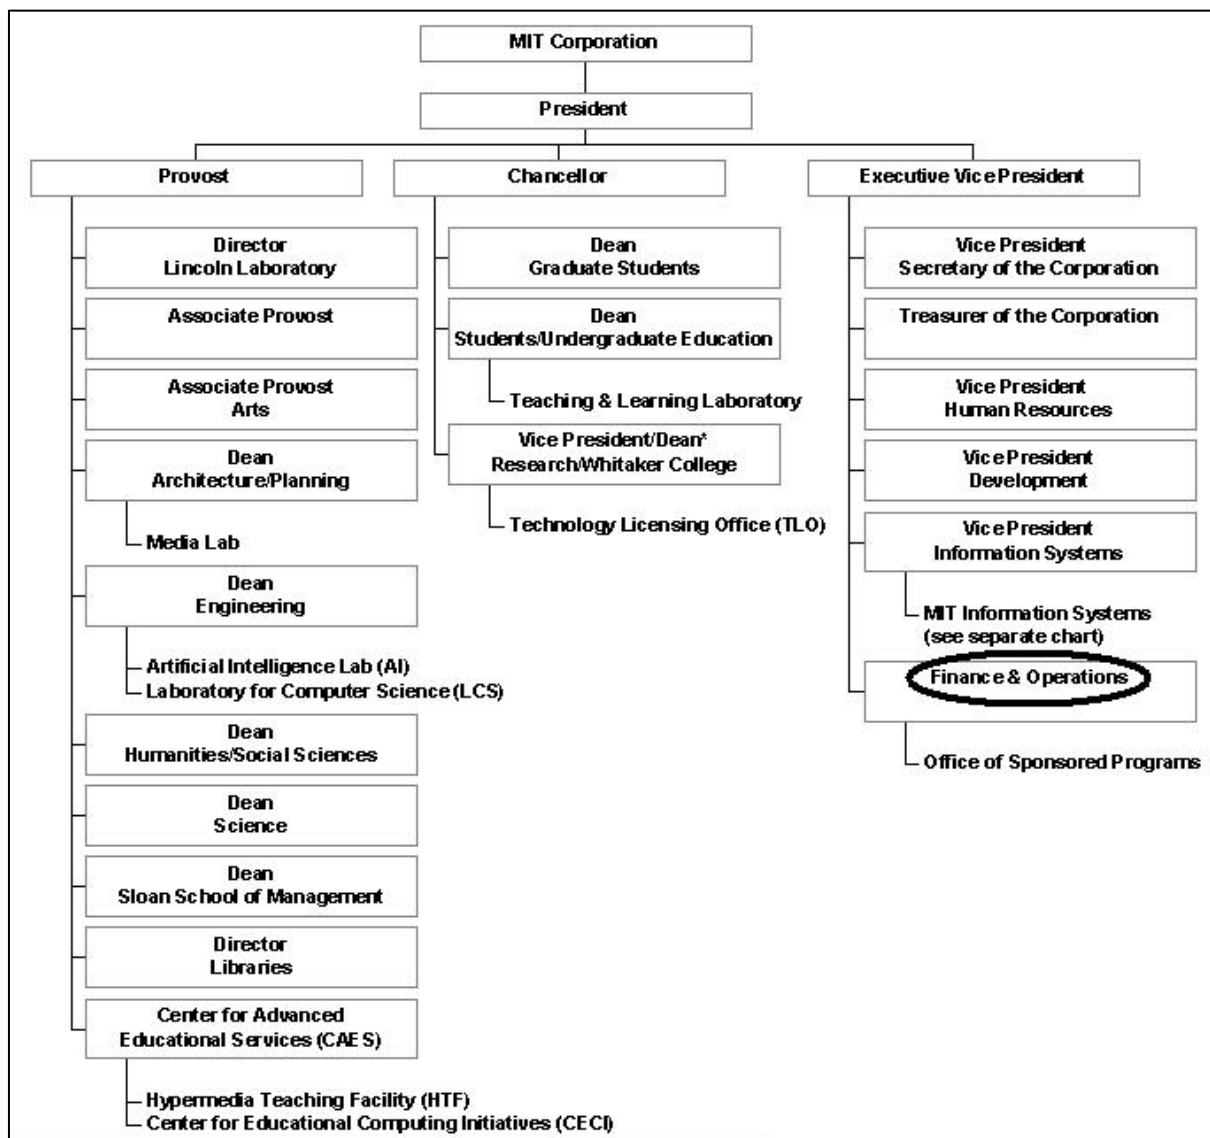 MIT Corporation
President
Provost
Director
Lincoln Laboratory
Associate Provost
Associate Provost
Arts
Dean
Architecture/Planning
Media Lab
Dean
Engineering
Artificial Intelligence Lab (AI)
Laboratory for Computer Science (LCS)
Dean
Humanities/Social Sciences
Dean
Science
Dean
Sloan School of Management
Director
Libraries
Center for Advanced
Educational Services (CAES)
Hypermedia Teaching Facility (HTF)
Center for Educational Computing Initiatives (CECI)
Chancellor
Dean
Graduate Students
Dean
Students/Undergraduate Education
Teaching & Learning Laboratory
Vice President/Dean*
Research/Whitaker College
Technology Licensing Office (TLO)
Executive Vice President
Vice President
Secretary of the Corporation
Treasurer of the Corporation
Vice President
Human Resources
Vice President
Development
Vice President
Information Systems
MIT Information Systems
(see separate chart)
Finance & Operations
Office of Sponsored Programs